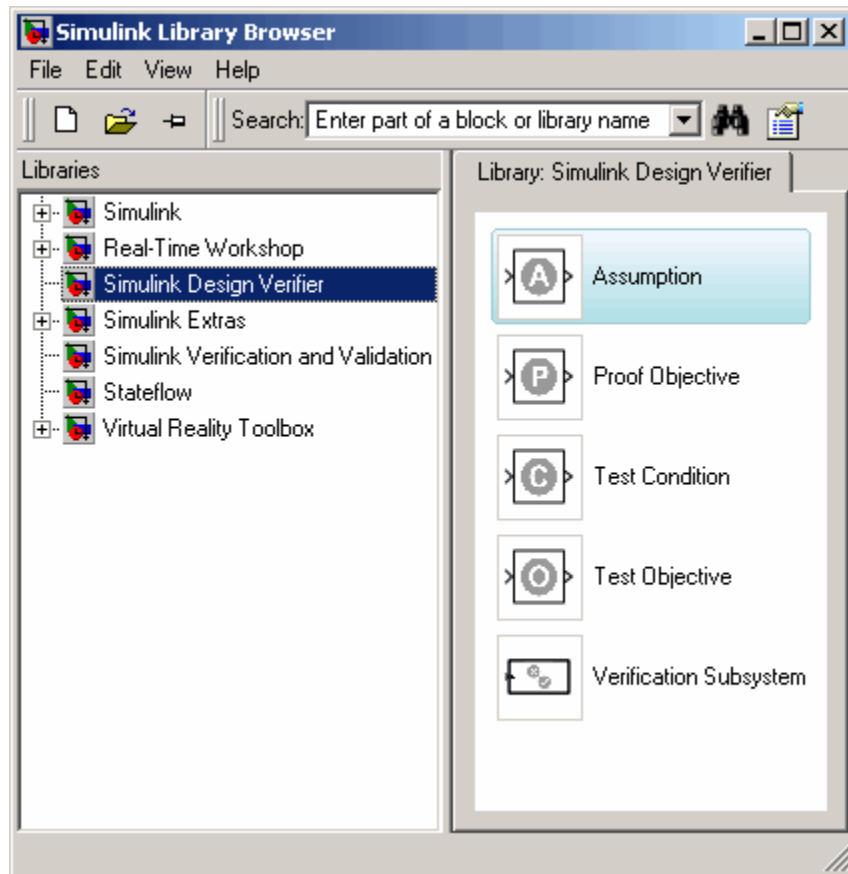 Simulink Library Browser
File Edit View Help
Search: Enter part of a block or library name
Libraries
Library: Simulink Design Verifier
Simulink
Real-Time Workshop
Simulink Design Verifier
Simulink Extras
Simulink Verification and Validation
Stateflow
Virtual Reality Toolbox
A Assumption
P Proof Objective
C Test Condition
O Test Objective
Verification Subsystem